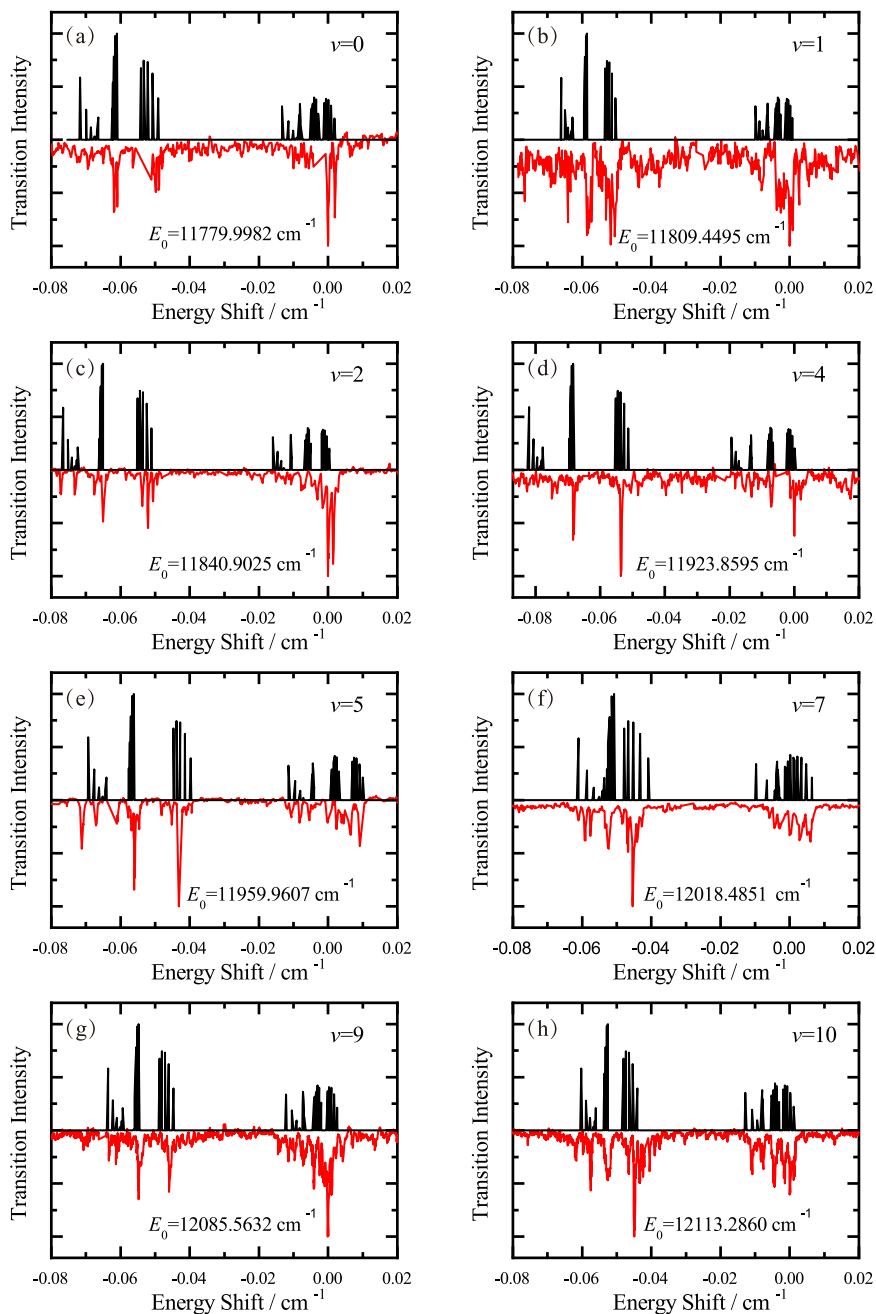 (a) v=0
Transition Intensity
E0=11779.9982 cm-1
-0.08 -0.06 -0.04 -0.02 0.00 0.02
Energy Shift / cm-1
(b) v=1
Transition Intensity
E0=11809.4495 cm-1
-0.08 -0.06 -0.04 -0.02 0.00 0.02
Energy Shift / cm-1
(c) v=2
Transition Intensity
E0=11840.9025 cm-1
-0.08 -0.06 -0.04 -0.02 0.00 0.02
Energy Shift / cm-1
(d) v=4
Transition Intensity
E0=11923.8595 cm-1
-0.08 -0.06 -0.04 -0.02 0.00 0.02
Energy Shift / cm-1
(e) v=5
Transition Intensity
E0=11959.9607 cm-1
-0.08 -0.06 -0.04 -0.02 0.00 0.02
Energy Shift / cm-1
(f) v=7
Transition Intensity
E0=12018.4851 cm-1
-0.08 -0.06 -0.04 -0.02 0.00 0.02
Energy Shift / cm-1
(g) v=9
Transition Intensity
E0=12085.5632 cm-1
-0.08 -0.06 -0.04 -0.02 0.00 0.02
Energy Shift / cm-1
(h) v=10
Transition Intensity
E0=12113.2860 cm-1
-0.08 -0.06 -0.04 -0.02 0.00 0.02
Energy Shift / cm-1